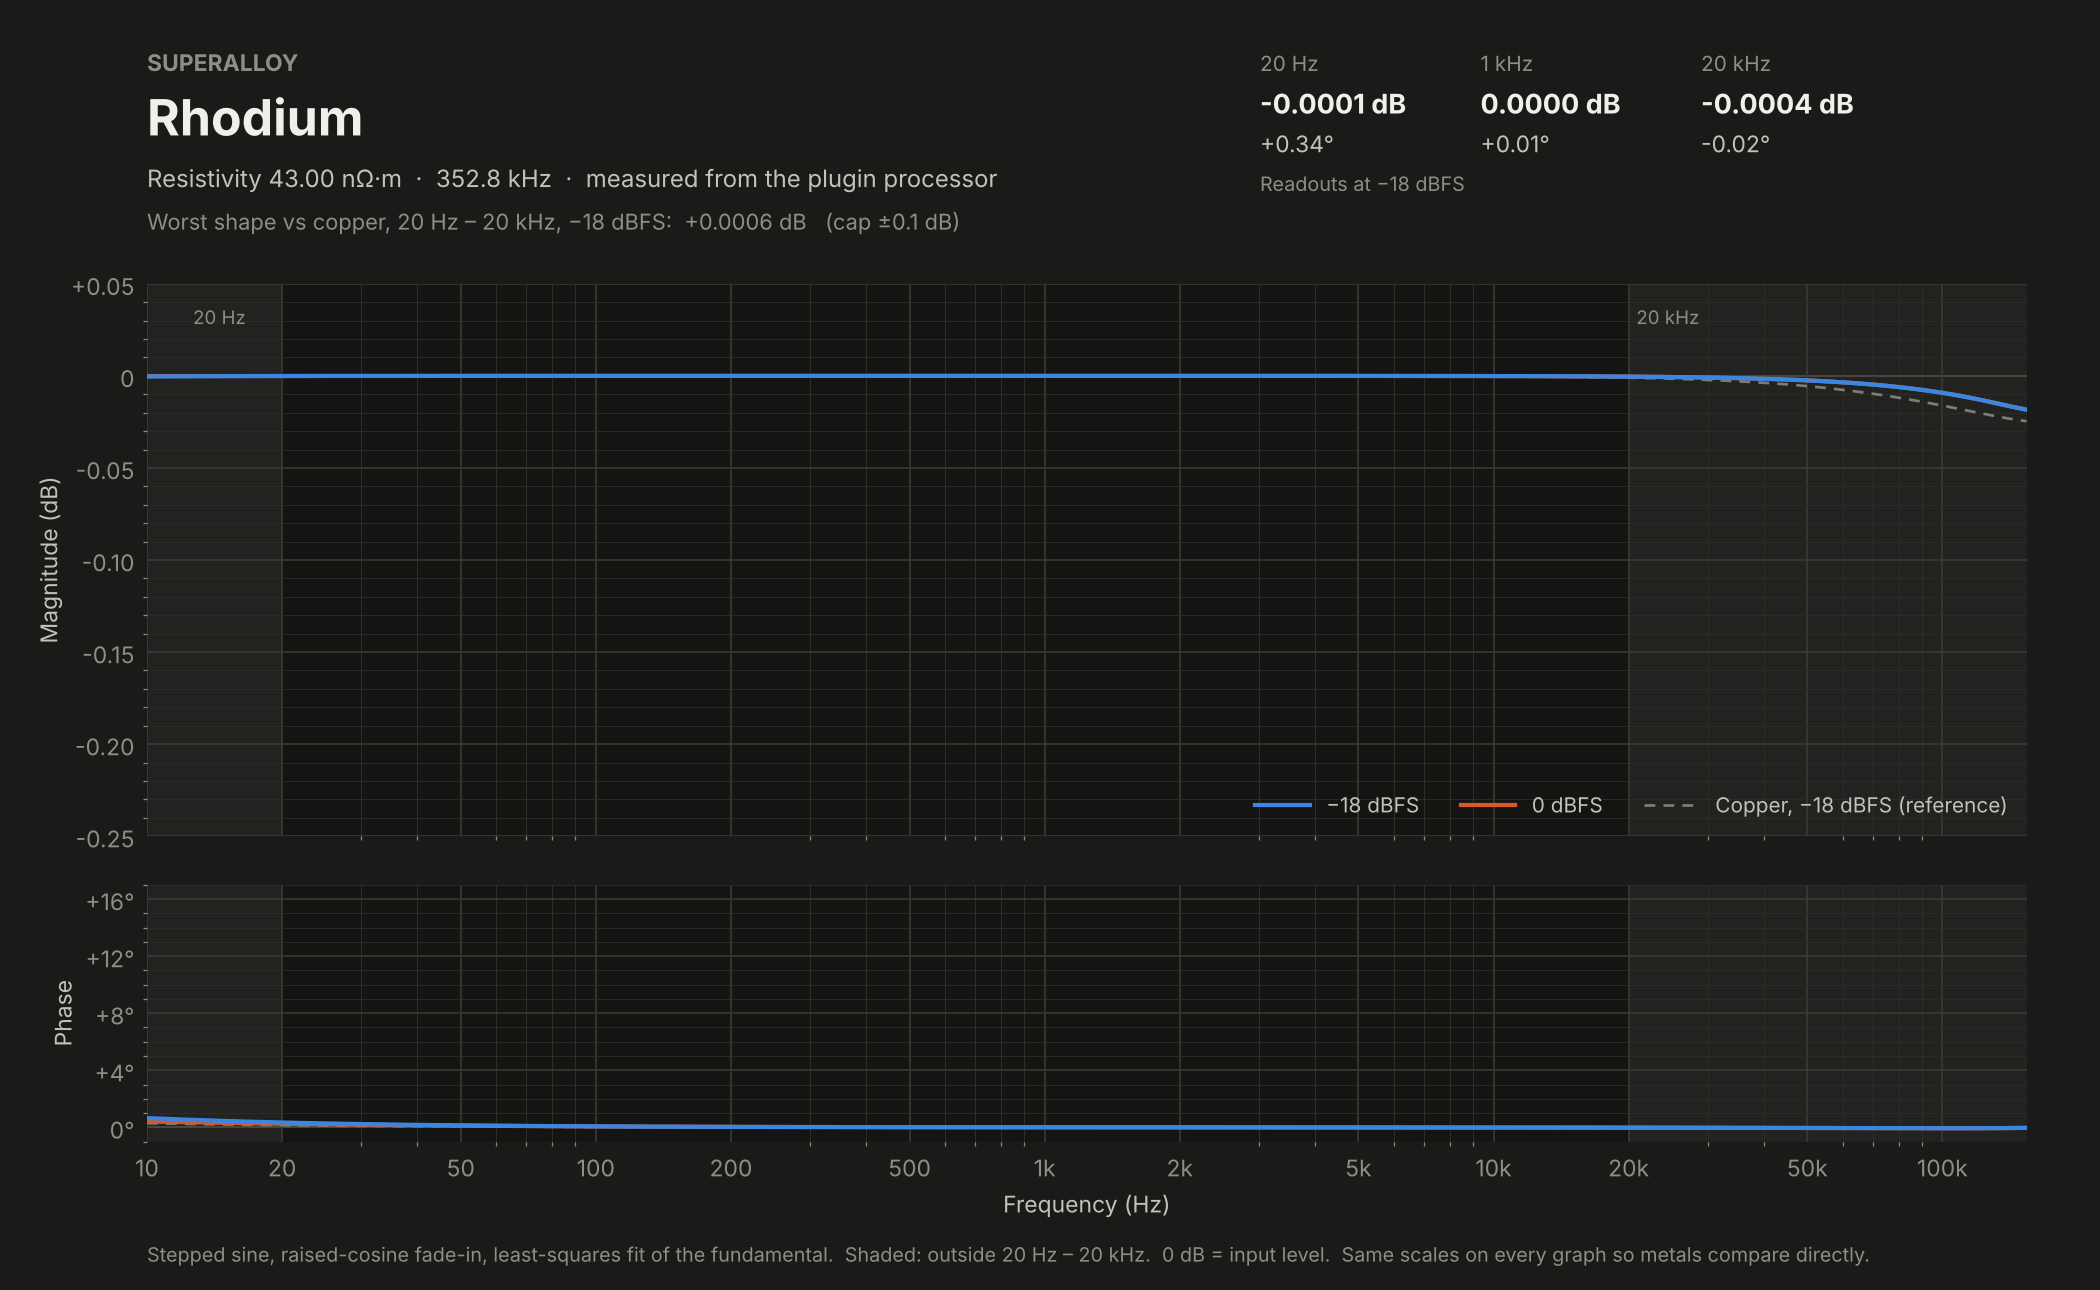 SUPERALLOY
Rhodium
Resistivity 43.00 nΩ·m · 352.8 kHz · measured from the plugin processor
Worst shape vs copper, 20 Hz – 20 kHz, −18 dBFS: +0.0006 dB (cap ±0.1 dB)
20 Hz 1 kHz 20 kHz
-0.0001 dB 0.0000 dB -0.0004 dB
+0.34° +0.01° -0.02°
Readouts at −18 dBFS
Magnitude (dB)
+0.05
0
-0.05
-0.10
-0.15
-0.20
-0.25
20 Hz
20 kHz
−18 dBFS 0 dBFS Copper, −18 dBFS (reference)
Phase
+16°
+12°
+8°
+4°
0°
10 20 50 100 200 500 1k 2k 5k 10k 20k 50k 100k
Frequency (Hz)
Stepped sine, raised-cosine fade-in, least-squares fit of the fundamental. Shaded: outside 20 Hz – 20 kHz. 0 dB = input level. Same scales on every graph so metals compare directly.